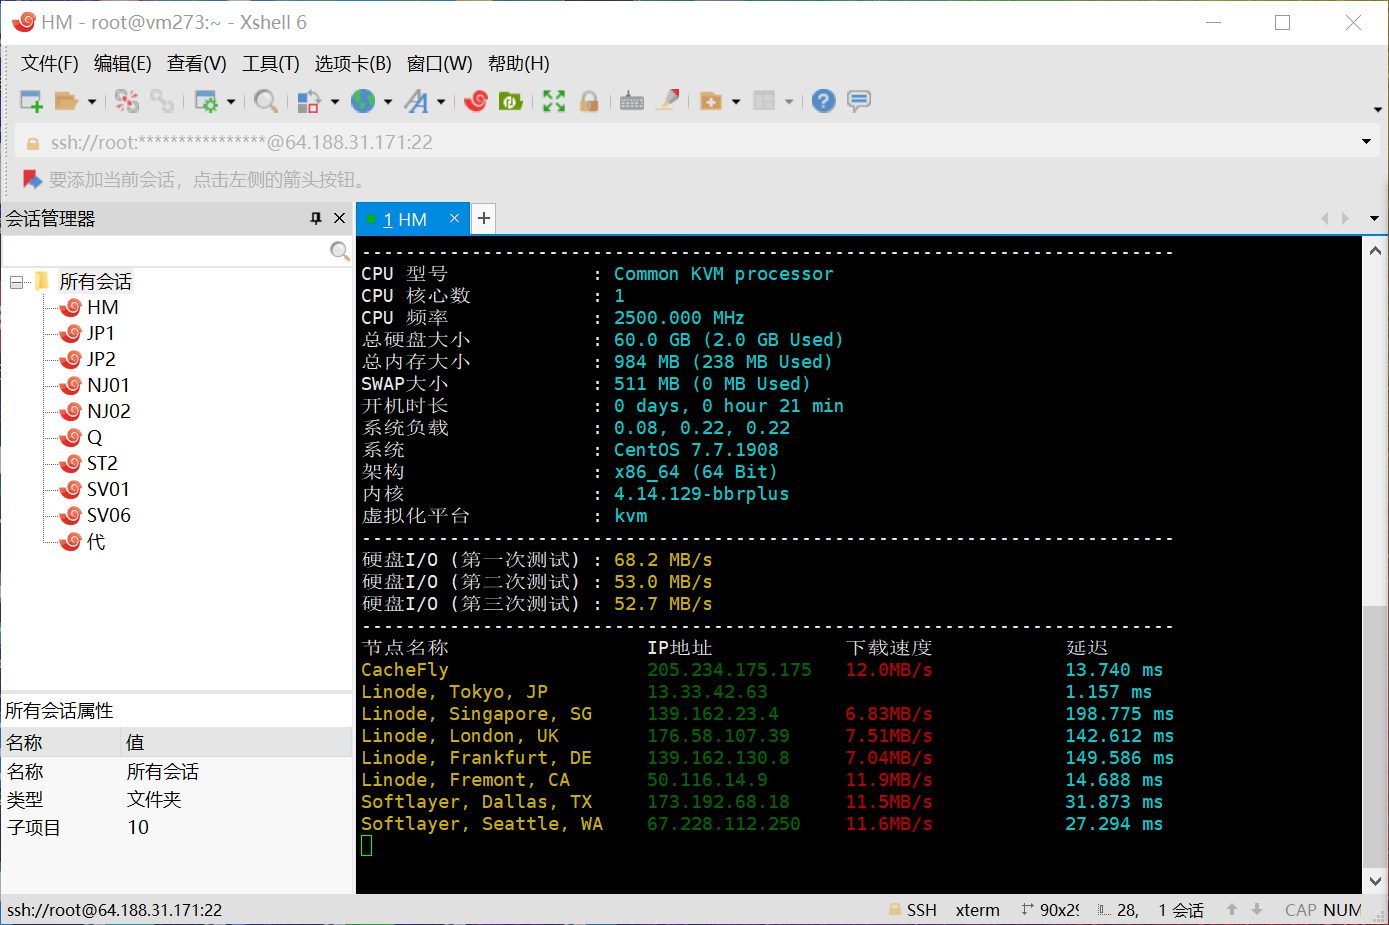 HM - root@vm273:~ - Xshell 6
文件(F) 编辑(E) 查看(V) 工具(T) 选项卡(B) 窗口(W) 帮助(H)
ssh://root:****************@64.188.31.171:22
要添加当前会话，点击左侧的箭头按钮。
会话管理器
1 HM
所有会话
HM
JP1
JP2
NJ01
NJ02
Q
ST2
SV01
SV06
代
所有会话属性
名称 值
名称 所有会话
类型 文件夹
子项目 10
--------------------------------------------------------------------------
CPU 型号 : Common KVM processor
CPU 核心数 : 1
CPU 频率 : 2500.000 MHz
总硬盘大小 : 60.0 GB (2.0 GB Used)
总内存大小 : 984 MB (238 MB Used)
SWAP大小 : 511 MB (0 MB Used)
开机时长 : 0 days, 0 hour 21 min
系统负载 : 0.08, 0.22, 0.22
系统 : CentOS 7.7.1908
架构 : x86_64 (64 Bit)
内核 : 4.14.129-bbrplus
虚拟化平台 : kvm
--------------------------------------------------------------------------
硬盘I/O (第一次测试) : 68.2 MB/s
硬盘I/O (第二次测试) : 53.0 MB/s
硬盘I/O (第三次测试) : 52.7 MB/s
--------------------------------------------------------------------------
节点名称 IP地址 下载速度 延迟
CacheFly 205.234.175.175 12.0MB/s 13.740 ms
Linode, Tokyo, JP 13.33.42.63 1.157 ms
Linode, Singapore, SG 139.162.23.4 6.83MB/s 198.775 ms
Linode, London, UK 176.58.107.39 7.51MB/s 142.612 ms
Linode, Frankfurt, DE 139.162.130.8 7.04MB/s 149.586 ms
Linode, Fremont, CA 50.116.14.9 11.9MB/s 14.688 ms
Softlayer, Dallas, TX 173.192.68.18 11.5MB/s 31.873 ms
Softlayer, Seattle, WA 67.228.112.250 11.6MB/s 27.294 ms
ssh://root@64.188.31.171:22 SSH xterm 90x29 28, 1 会话 CAP NUM